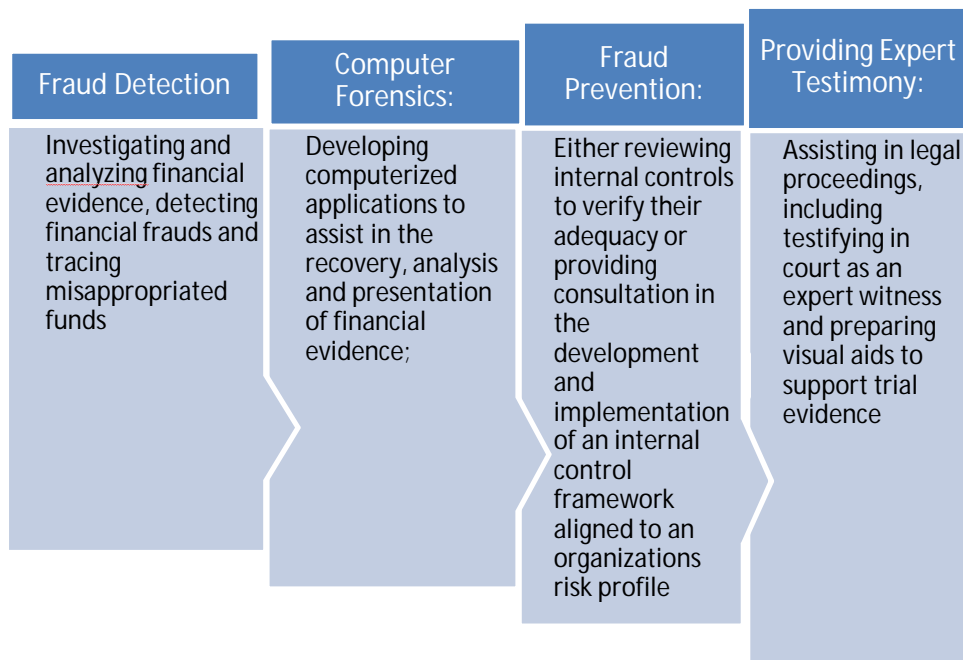 Fraud Detection
Investigating and
analyzing financial
evidence, detecting
financial frauds and
tracing
misappropriated
funds
Computer
Forensics:
Developing
computerized
applications to
assist in the
recovery, analysis
and presentation
of financial
evidence;
Fraud
Prevention:
Either reviewing
internal controls
to verify their
adequacy or
providing
consultation in
the
development
and
implementation
of an internal
control
framework
aligned to an
organizations
risk profile
Providing Expert
Testimony:
Assisting in legal
proceedings,
including
testifying in
court as an
expert witness
and preparing
visual aids to
support trial
evidence